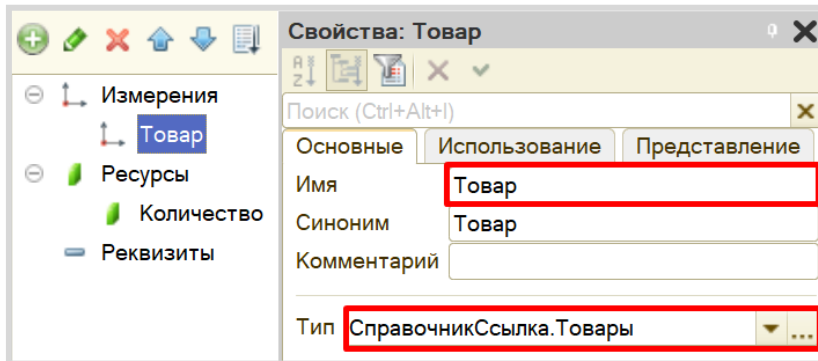 Свойства: Товар
Поиск (Ctrl+Alt+I)
Основные Использование Представление
Имя Товар
Синоним Товар
Комментарий
Тип СправочникСсылка.Товары ...
Измерения
Товар
Ресурсы
Количество
Реквизиты